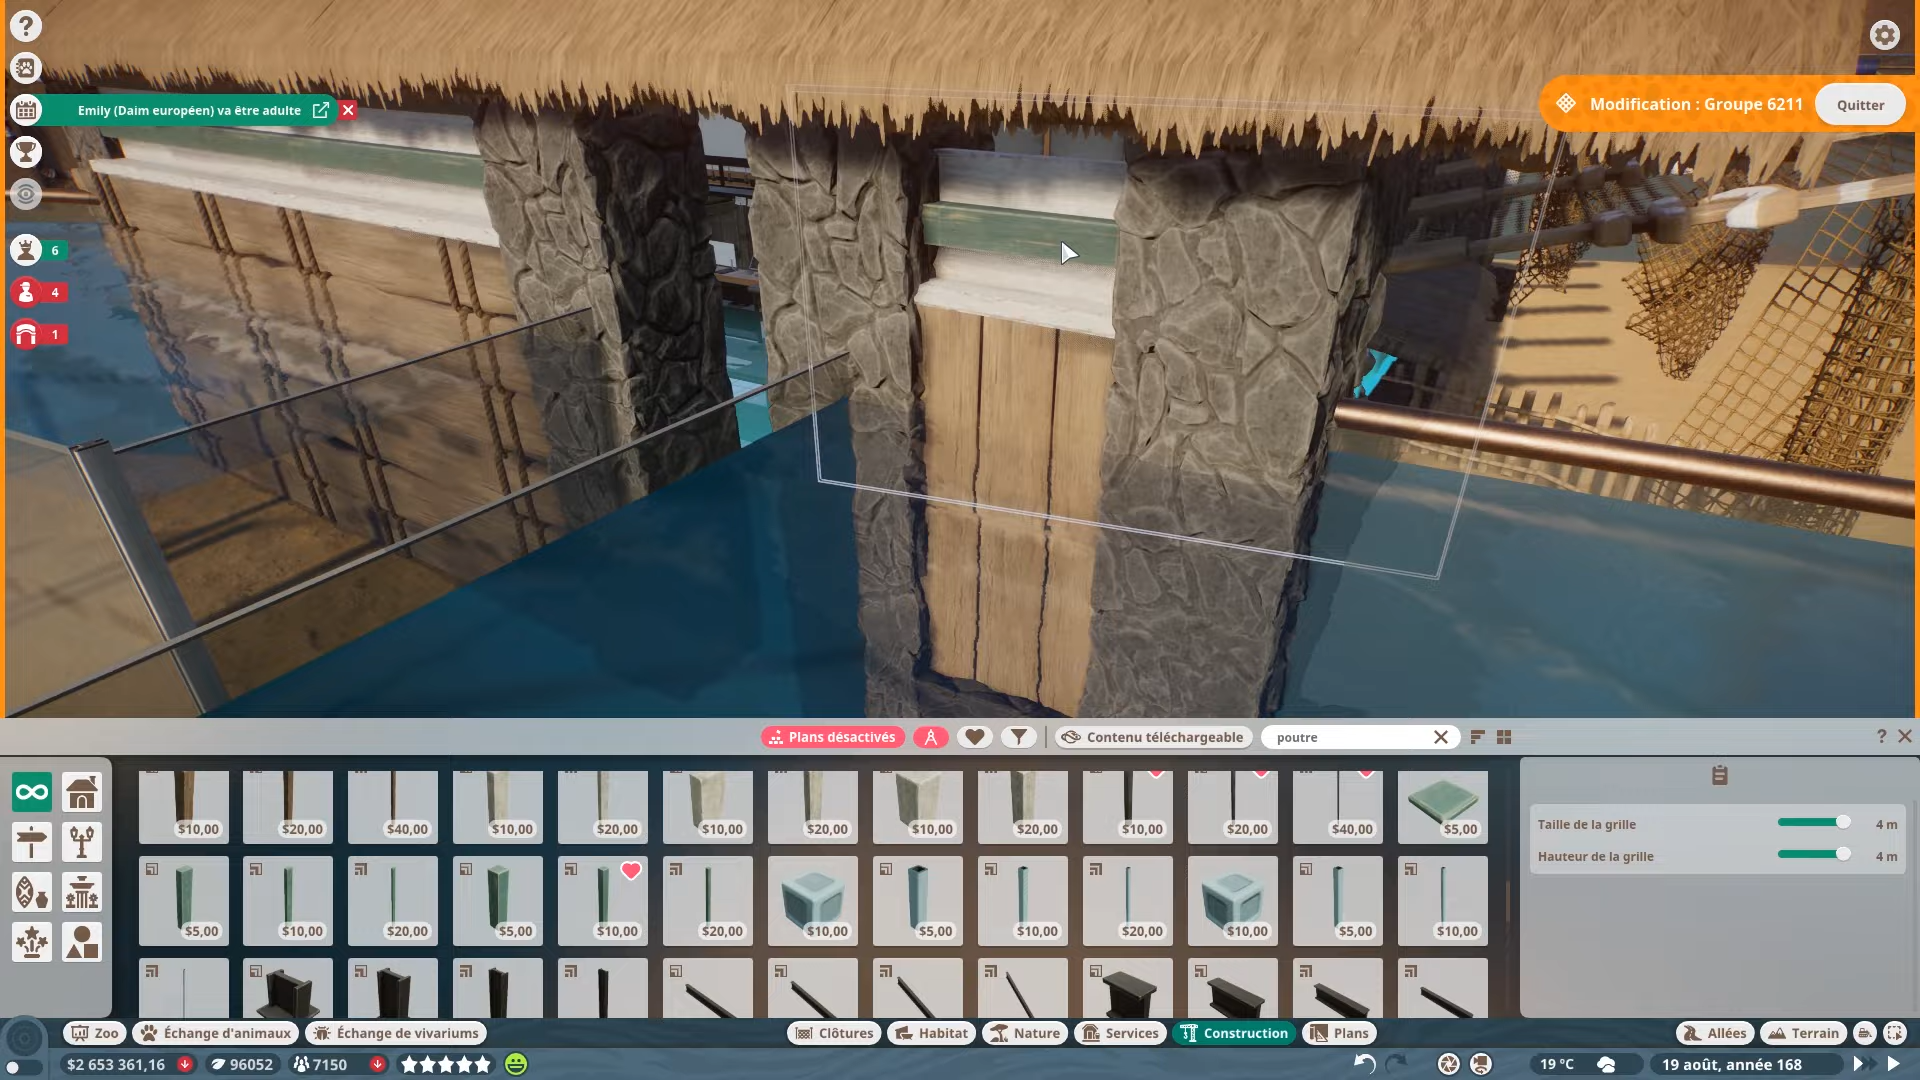 Emily (Daim européen) va être adulte
Modification : Groupe 6211
Quitter
6
4
1
Plans désactivés
Contenu téléchargeable
poutre
?
$10,00
$20,00
$40,00
$10,00
$20,00
$10,00
$20,00
$10,00
$20,00
$10,00
$20,00
$40,00
$5,00
$5,00
$10,00
$20,00
$5,00
$10,00
$20,00
$10,00
$5,00
$10,00
$20,00
$10,00
$5,00
$10,00
Taille de la grille
4 m
Hauteur de la grille
4 m
Zoo
Échange d'animaux
Échange de vivariums
Clôtures
Habitat
Nature
Services
Construction
Plans
Allées
Terrain
$2 653 361,16
96052
7150
19 °C
19 août, année 168